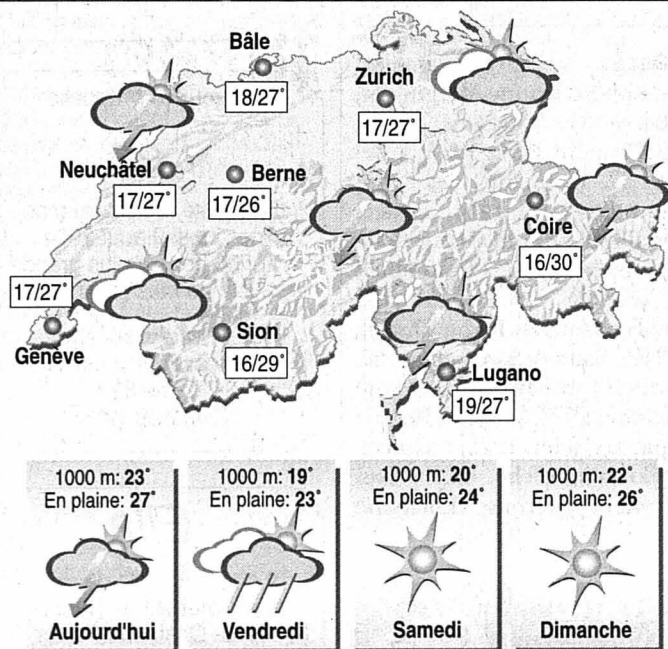 Bâle
18/27°
Zurich
17/27°
Neuchâtel
17/27°
Berne
17/26°
Coire
16/30°
17/27°
Genève
Sion
16/29°
Lugano
19/27°
1000 m: 23°
En plaine: 27°
Aujourd'hui
1000 m: 19°
En plaine: 23°
Vendredi
1000 m: 20°
En plaine: 24°
Samedi
1000 m: 22°
En plaine: 26°
Dimanche